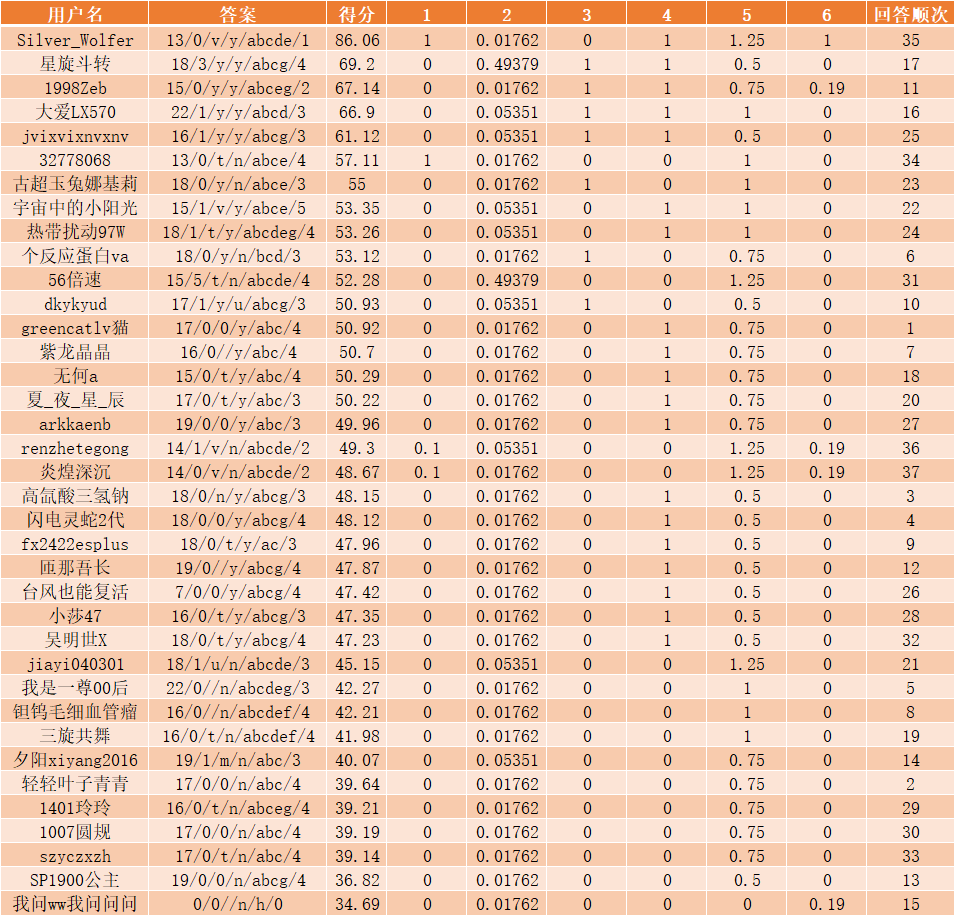 用户名 答案 得分 1 2 3 4 5 6 回答顺次
Silver_Wolfer 13/0/v/y/abcde/1 86.06 1 0.01762 0 1 1.25 1 35
星旋斗转 18/3/y/y/abcg/4 69.2 0 0.49379 1 1 0.5 0 17
1998Zeb 15/0/y/y/abceg/2 67.14 0 0.01762 1 1 0.75 0.19 11
大爱LX570 22/1/y/y/abcd/3 66.9 0 0.05351 1 1 1 0 16
jvixvixnvxnv 16/1/y/y/abcg/3 61.12 0 0.05351 1 1 0.5 0 25
32778068 13/0/t/n/abce/4 57.11 1 0.01762 0 0 1 0 34
古超玉兔娜基莉 18/0/y/n/abce/3 55 0 0.01762 1 0 1 0 23
宇宙中的小阳光 15/1/v/y/abce/5 53.35 0 0.05351 0 1 1 0 22
热带扰动97W 18/1/t/y/abcdeg/4 53.26 0 0.05351 0 1 1 0 24
个反应蛋白va 18/0/y/n/bcd/3 53.12 0 0.01762 1 0 0.75 0 6
56倍速 15/5/t/n/abcde/4 52.28 0 0.49379 0 0 1.25 0 31
dkykyud 17/1/y/u/abcg/3 50.93 0 0.05351 1 0 0.5 0 10
greencatlv猫 17/0/0/y/abc/4 50.92 0 0.01762 0 1 0.75 0 1
紫龙晶晶 16/0//y/abc/4 50.7 0 0.01762 0 1 0.75 0 7
无何a 15/0/t/y/abc/4 50.29 0 0.01762 0 1 0.75 0 18
夏_夜_星_辰 17/0/t/y/abc/3 50.22 0 0.01762 0 1 0.75 0 20
arkkaenb 19/0/0/y/abc/3 49.96 0 0.01762 0 1 0.75 0 27
renzhetegong 14/1/v/n/abcde/2 49.3 0.1 0.05351 0 0 1.25 0.19 36
炎煌深沉 14/0/v/n/abcde/2 48.67 0.1 0.01762 0 0 1.25 0.19 37
高氙酸三氢钠 18/0/n/y/abcg/3 48.15 0 0.01762 0 1 0.5 0 3
闪电灵蛇2代 18/0/0/y/abcg/4 48.12 0 0.01762 0 1 0.5 0 4
fx2422esplus 18/0/t/y/ac/3 47.96 0 0.01762 0 1 0.5 0 9
匝那吾长 19/0//y/abcg/4 47.87 0 0.01762 0 1 0.5 0 12
台风也能复活 7/0/0/y/abcg/4 47.42 0 0.01762 0 1 0.5 0 26
小莎47 16/0/t/y/abcg/3 47.35 0 0.01762 0 1 0.5 0 28
吴明世X 18/0/t/y/abcg/4 47.23 0 0.01762 0 1 0.5 0 32
jiayi040301 18/1/u/n/abcde/3 45.15 0 0.05351 0 0 1.25 0 21
我是一尊00后 22/0//n/abcdeg/3 42.27 0 0.01762 0 0 1 0 5
钽钨毛细血管瘤 16/0//n/abcdef/4 42.21 0 0.01762 0 0 1 0 8
三旋共舞 16/0/t/n/abcdef/4 41.98 0 0.01762 0 0 1 0 19
夕阳xiyang2016 19/1/m/n/abc/3 40.07 0 0.05351 0 0 0.75 0 14
轻轻叶子青青 17/0/0/n/abc/4 39.64 0 0.01762 0 0 0.75 0 2
1401玲玲 16/0/t/n/abceg/4 39.21 0 0.01762 0 0 0.75 0 29
1007圆规 17/0/0/n/abc/4 39.19 0 0.01762 0 0 0.75 0 30
szyczxzh 17/0/t/n/abc/4 39.14 0 0.01762 0 0 0.75 0 33
SP1900公主 19/0/0/n/abcg/4 36.82 0 0.01762 0 0 0.5 0 13
我问ww我问问问 0/0//n/h/0 34.69 0 0.01762 0 0 0 0.19 15